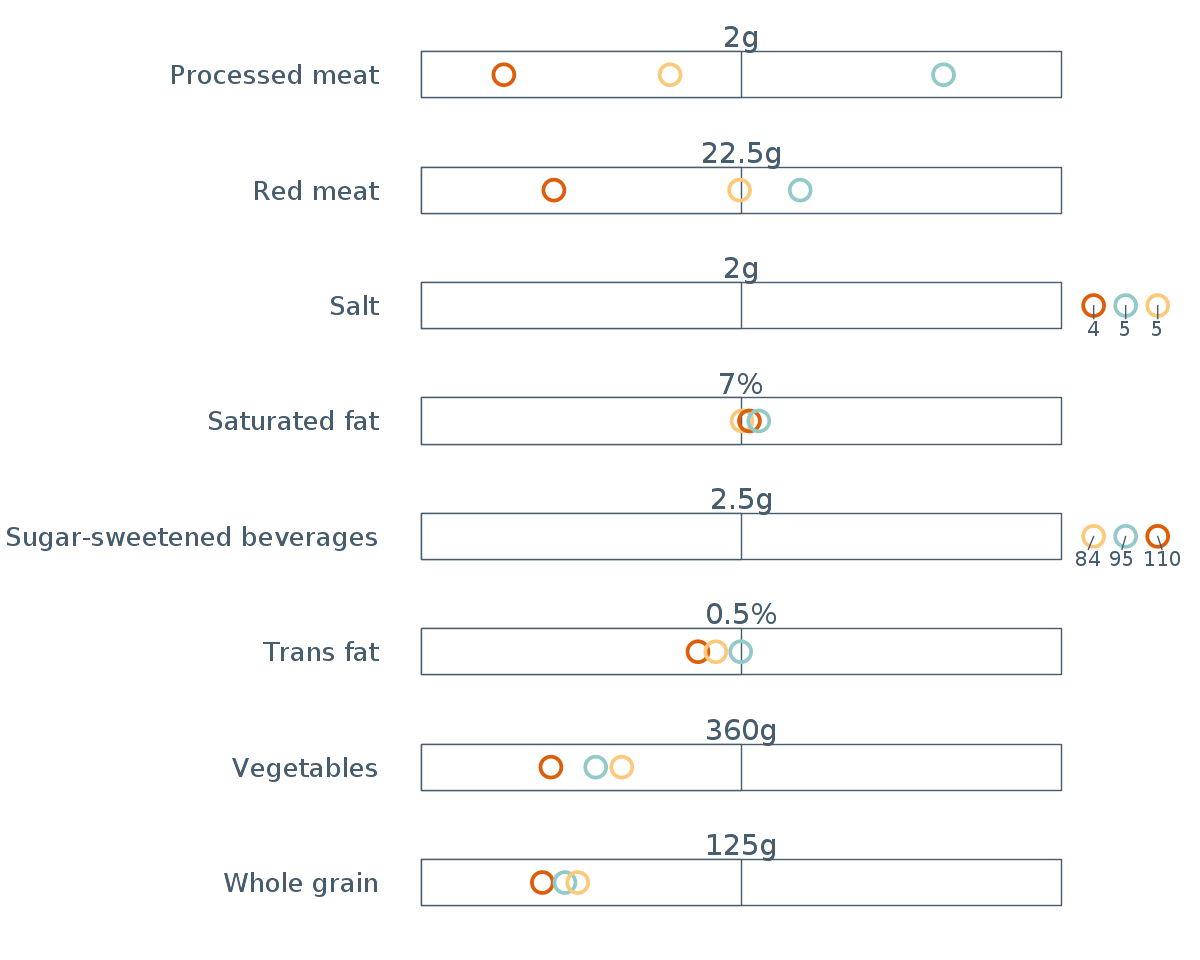 2g
Processed meat
22.5g
Red meat
2g
Salt
4 5 5
7%
Saturated fat
2.5g
Sugar-sweetened beverages
84 95 110
0.5%
Trans fat
360g
Vegetables
125g
Whole grain